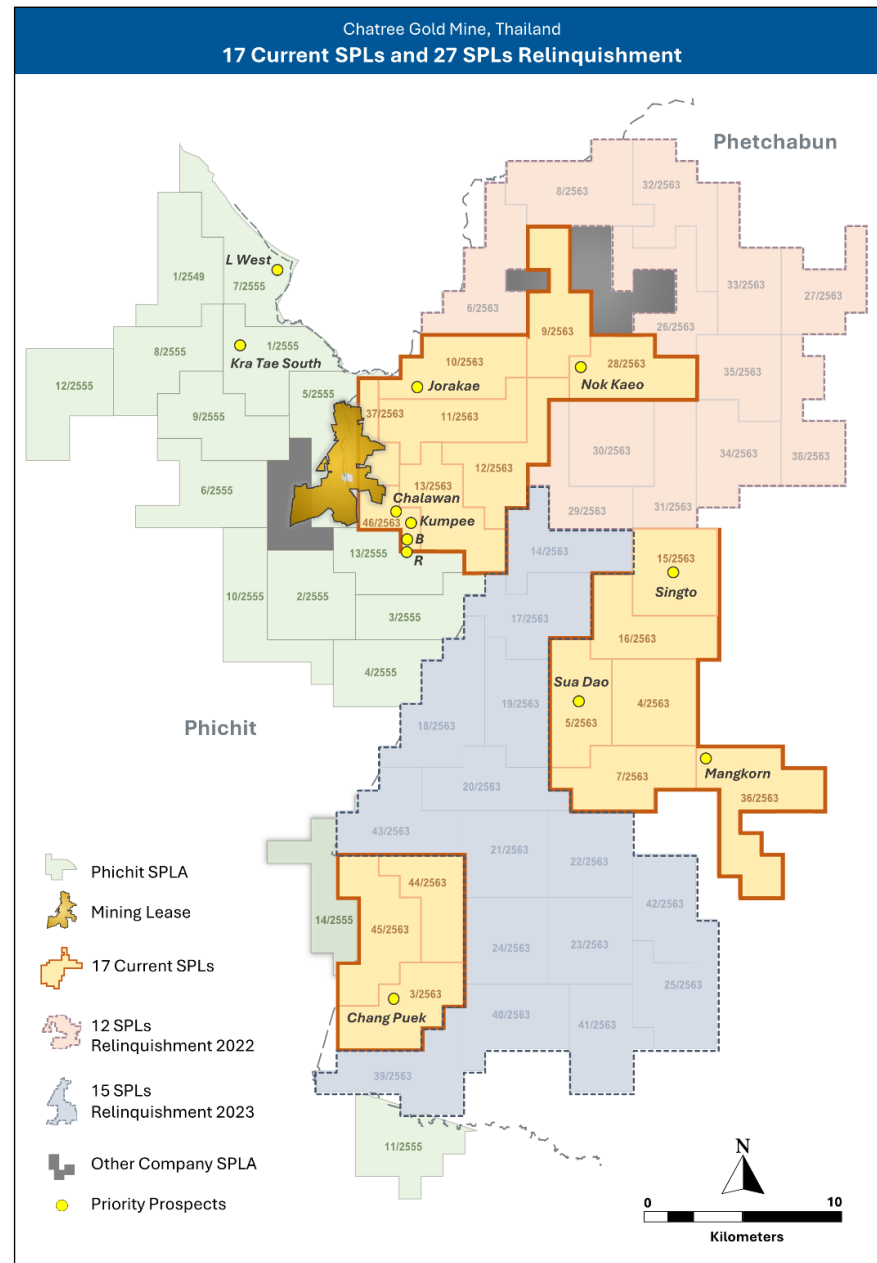 Chatree Gold Mine, Thailand
17 Current SPLs and 27 SPLs Relinquishment
Phetchabun
8/2563
32/2563
L West
1/2549
7/2555
33/2563
27/2563
6/2563
26/2563
9/2563
8/2555
1/2555
Kra Tae South
10/2563
28/2563
12/2555
5/2555
Jorakae
Nok Kaeo
35/2563
9/2555
37/2563
11/2563
30/2563
34/2563
38/2563
12/2563
6/2555
13/2563
Chalawan
46/2563
Kumpee
29/2563
31/2563
B
R
13/2555
14/2563
15/2563
Singto
10/2555
2/2555
3/2555
17/2563
16/2563
4/2555
Sua Dao
19/2563
5/2563
4/2563
Phichit
18/2563
20/2563
7/2563
Mangkorn
36/2563
43/2563
21/2563
22/2563
44/2563
14/2555
45/2563
42/2563
24/2563
23/2563
3/2563
25/2563
Chang Puek
40/2563
41/2563
39/2563
11/2555
Phichit SPLA
Mining Lease
17 Current SPLs
12 SPLs
Relinquishment 2022
15 SPLs
Relinquishment 2023
Other Company SPLA
Priority Prospects
N
0
10
Kilometers